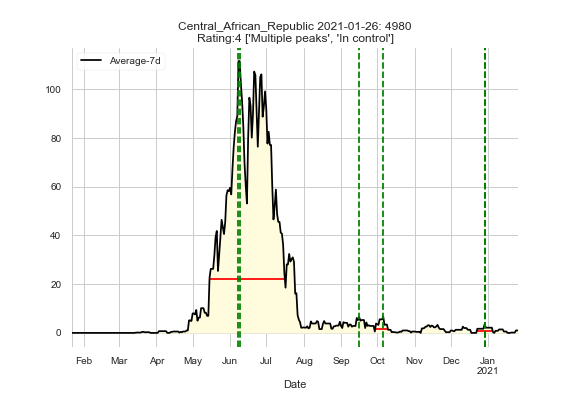 Central_African_Republic 2021-01-26: 4980
Rating:4 ['Multiple peaks', 'In control']
Average-7d
100
80
60
40
20
0
Feb Mar Apr May Jun Jul Aug Sep Oct Nov Dec Jan
2021
Date